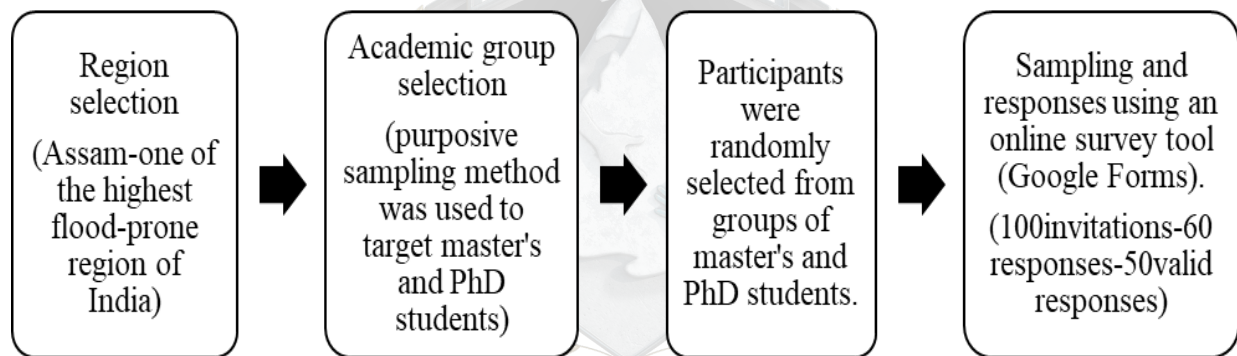 Region
selection
(Assam-one of
the highest
flood-prone
region of
India)
Academic group
selection
(purposive
sampling method
was used to
target master's
and PhD
students)
Participants
were
randomly
selected from
groups of
master's and
PhD students.
Sampling and
responses using an
online survey tool
(Google Forms).
(100invitations-60
responses-50valid
responses)